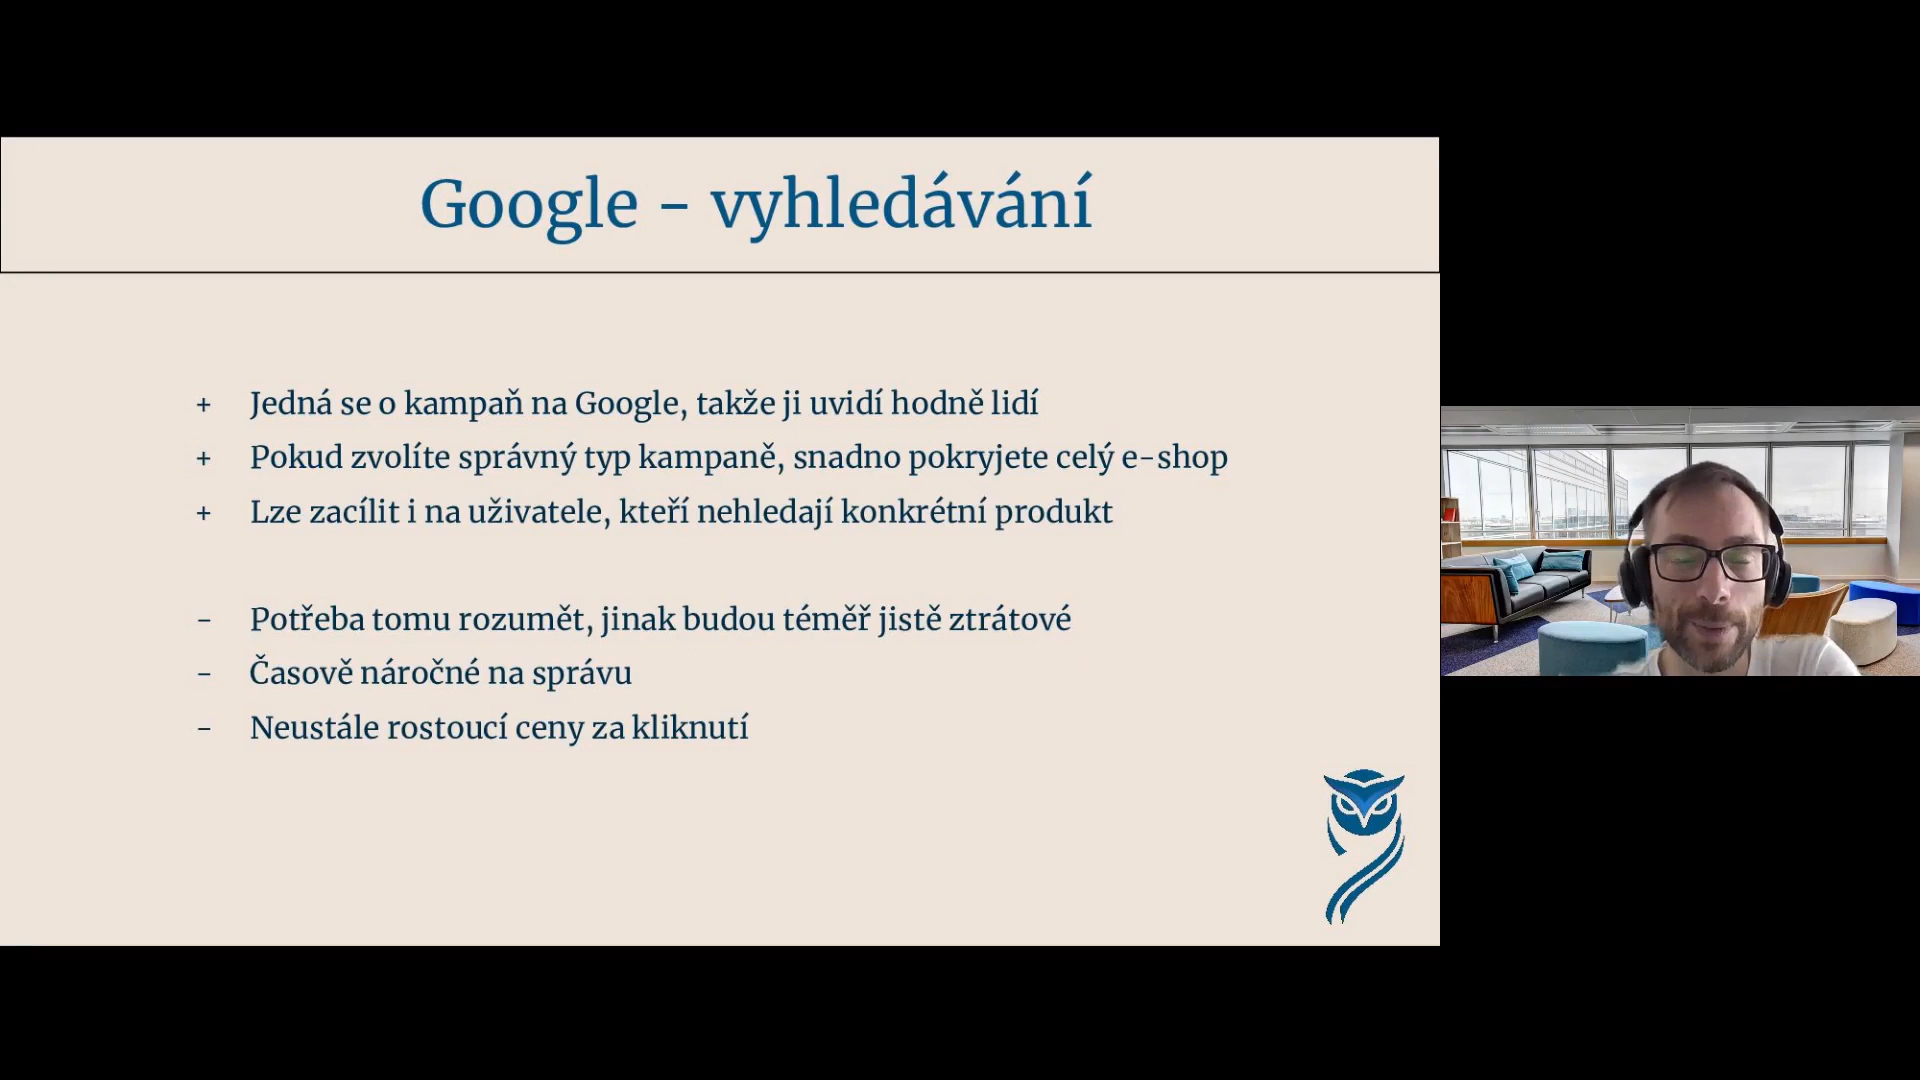 Google - vyhledávání
+ Jedná se o kampaň na Google, takže ji uvidí hodně lidí
+ Pokud zvolíte správný typ kampaně, snadno pokryjete celý e-shop
+ Lze zacílit i na uživatele, kteří nehledají konkrétní produkt
- Potřeba tomu rozumět, jinak budou téměř jistě ztrátové
- Časově náročné na správu
- Neustále rostoucí ceny za kliknutí